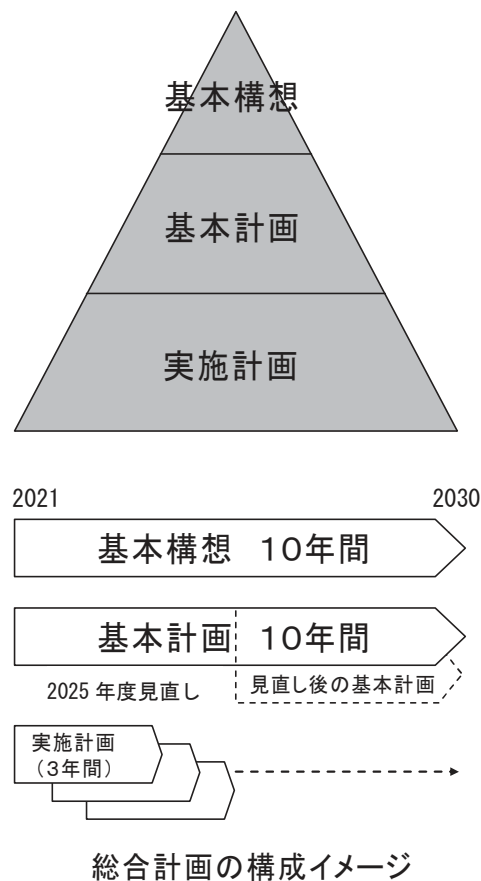 基本構想
基本計画
実施計画
2021 2030
基本構想 10年間
基本計画 10年間
2025 年度見直し
見直し後の基本計画
実施計画
(3年間)
総合計画の構成イメージ